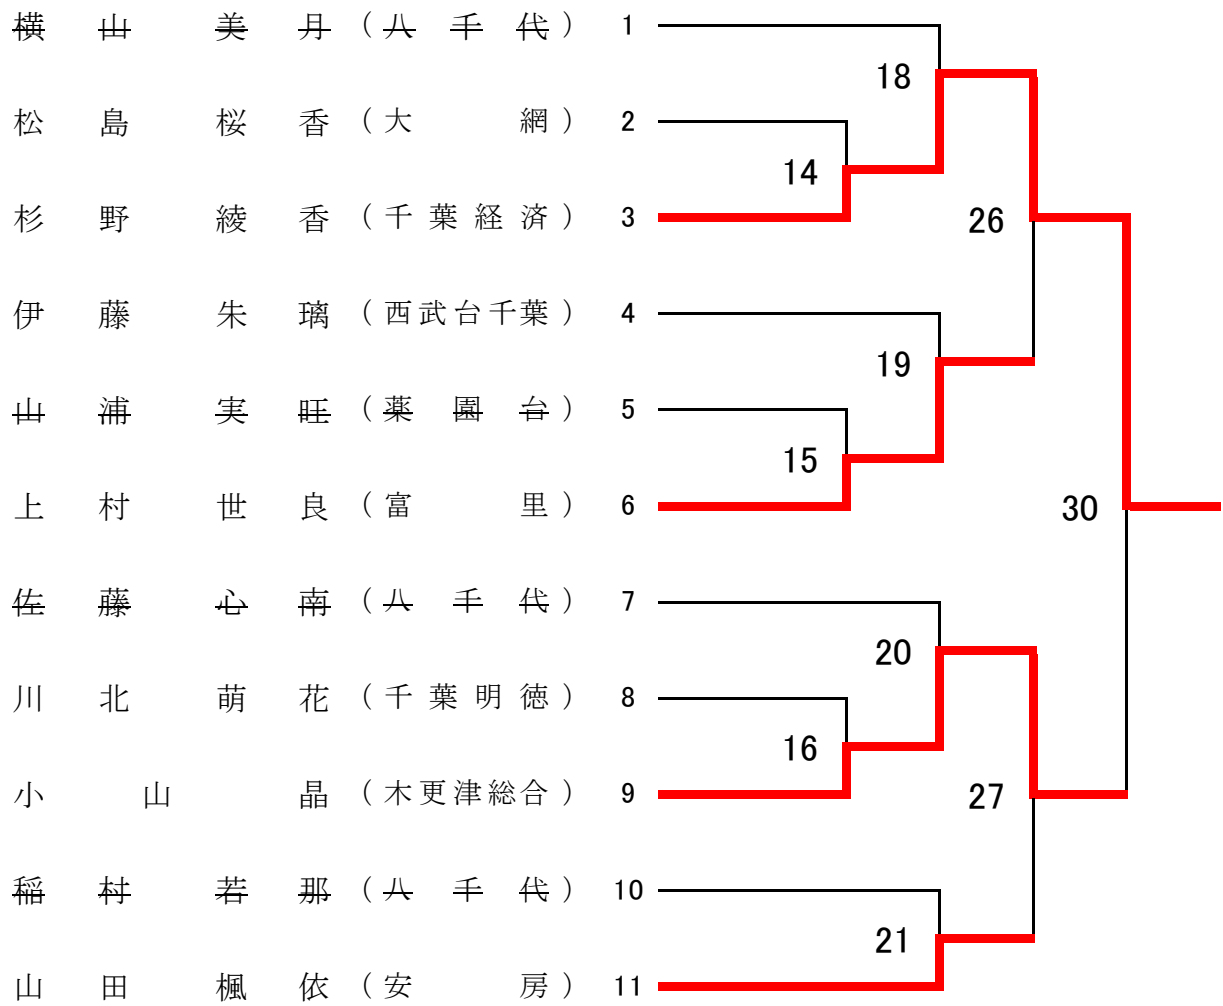 横山美月（八千代） 1
18
松島桜香（大網） 2
14
杉野綾香（千葉経済） 3
26
伊藤朱璃（西武台千葉） 4
19
山浦実旺（薬園台） 5
15
上村世良（富里） 6
30
佐藤心南（八千代） 7
20
川北萌花（千葉明徳） 8
16
小山晶（木更津総合） 9
27
稲村若那（八千代） 10
21
山田楓依（安房） 11